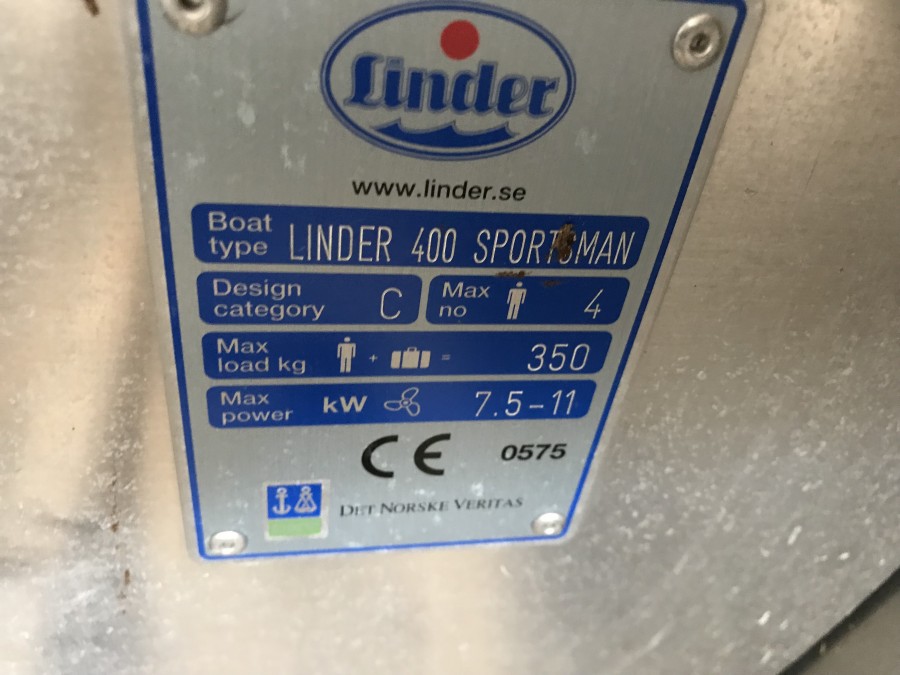 Linder
www.linder.se
Boat type LINDER 400 SPORTSMAN
Design category C Max no 4
Max load kg + = 350
Max power kW 7.5-11
CE 0575
DET NORSKE VERITAS